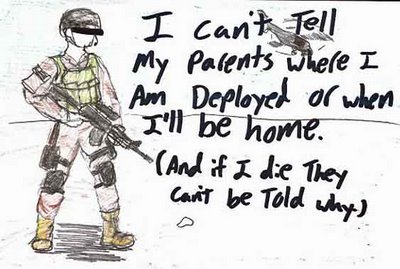 I can't Tell
My Parents where I
Am Deployed or when
I'll be home.
(And if I die They
Can't be Told why.)